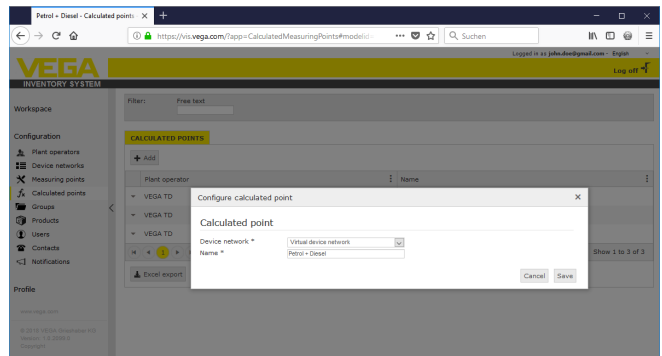 Petrol + Diesel - Calculated points
https://vis.vega.com/?app=CalculatedMeasuringPoints#modelId
Suchen
Logged in as john.doe@gmail.com - English
VEGA
Log off
INVENTORY SYSTEM
Workspace
Filter: Free text
Configuration
CALCULATED POINTS
Plant operators
Add
Device networks
Measuring points
Plant operator
Name
Calculated points
VEGA TD
Groups
Products
VEGA TD
Users
VEGA TD
Contacts
1
Show 1 to 3 of 3
Notifications
Excel export
Configure calculated point
Calculated point
Device network *
Virtual device network
Name *
Petrol + Diesel
Cancel
Save
Profile
www.vega.com
Copyright